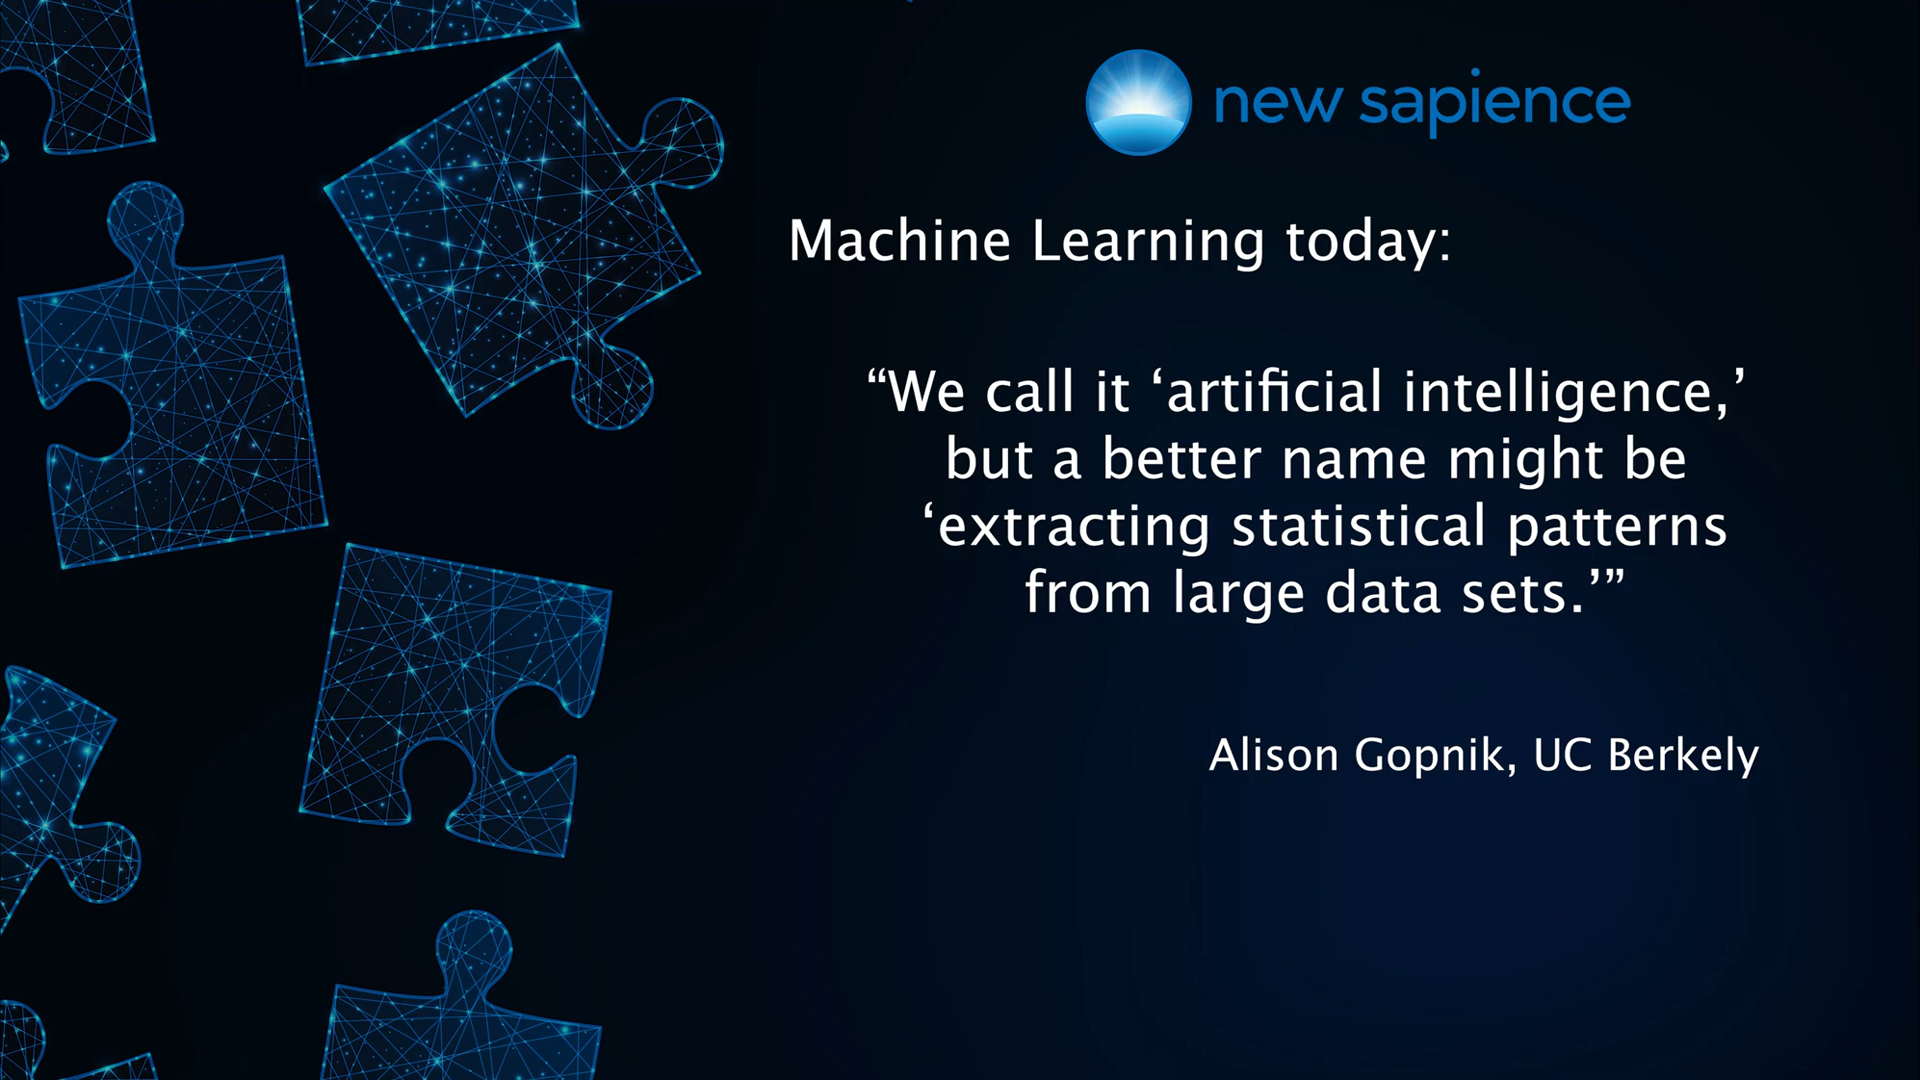 new sapience
Machine Learning today:
“We call it ‘artificial intelligence,’
but a better name might be
‘extracting statistical patterns
from large data sets.’”
Alison Gopnik, UC Berkely